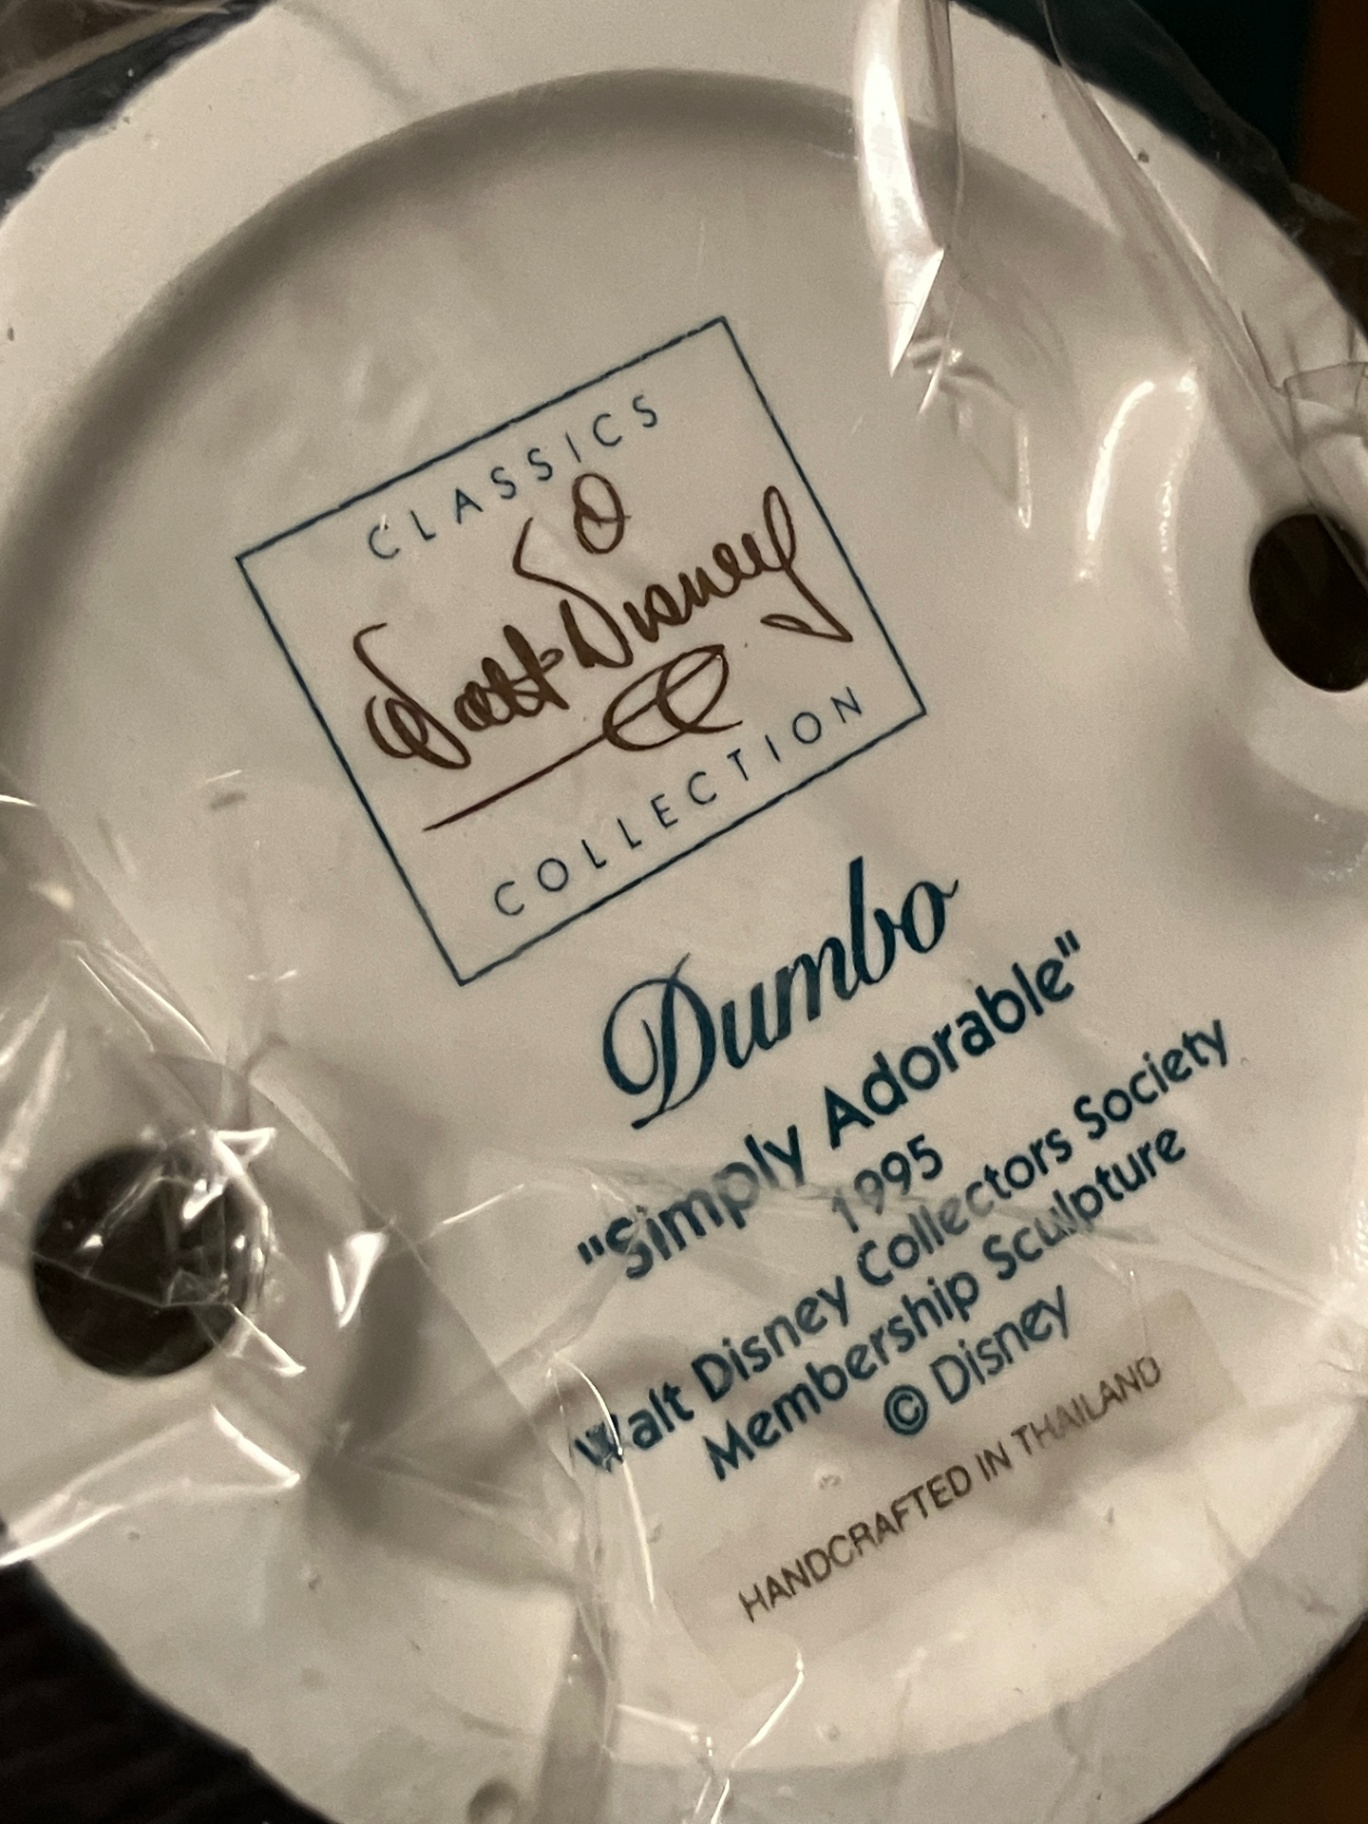 CLASSICS
Walt Disney
COLLECTION
Dumbo
"Simply Adorable"
1995
Walt Disney Collectors Society
Membership Sculpture
© Disney
HANDCRAFTED IN THAILAND